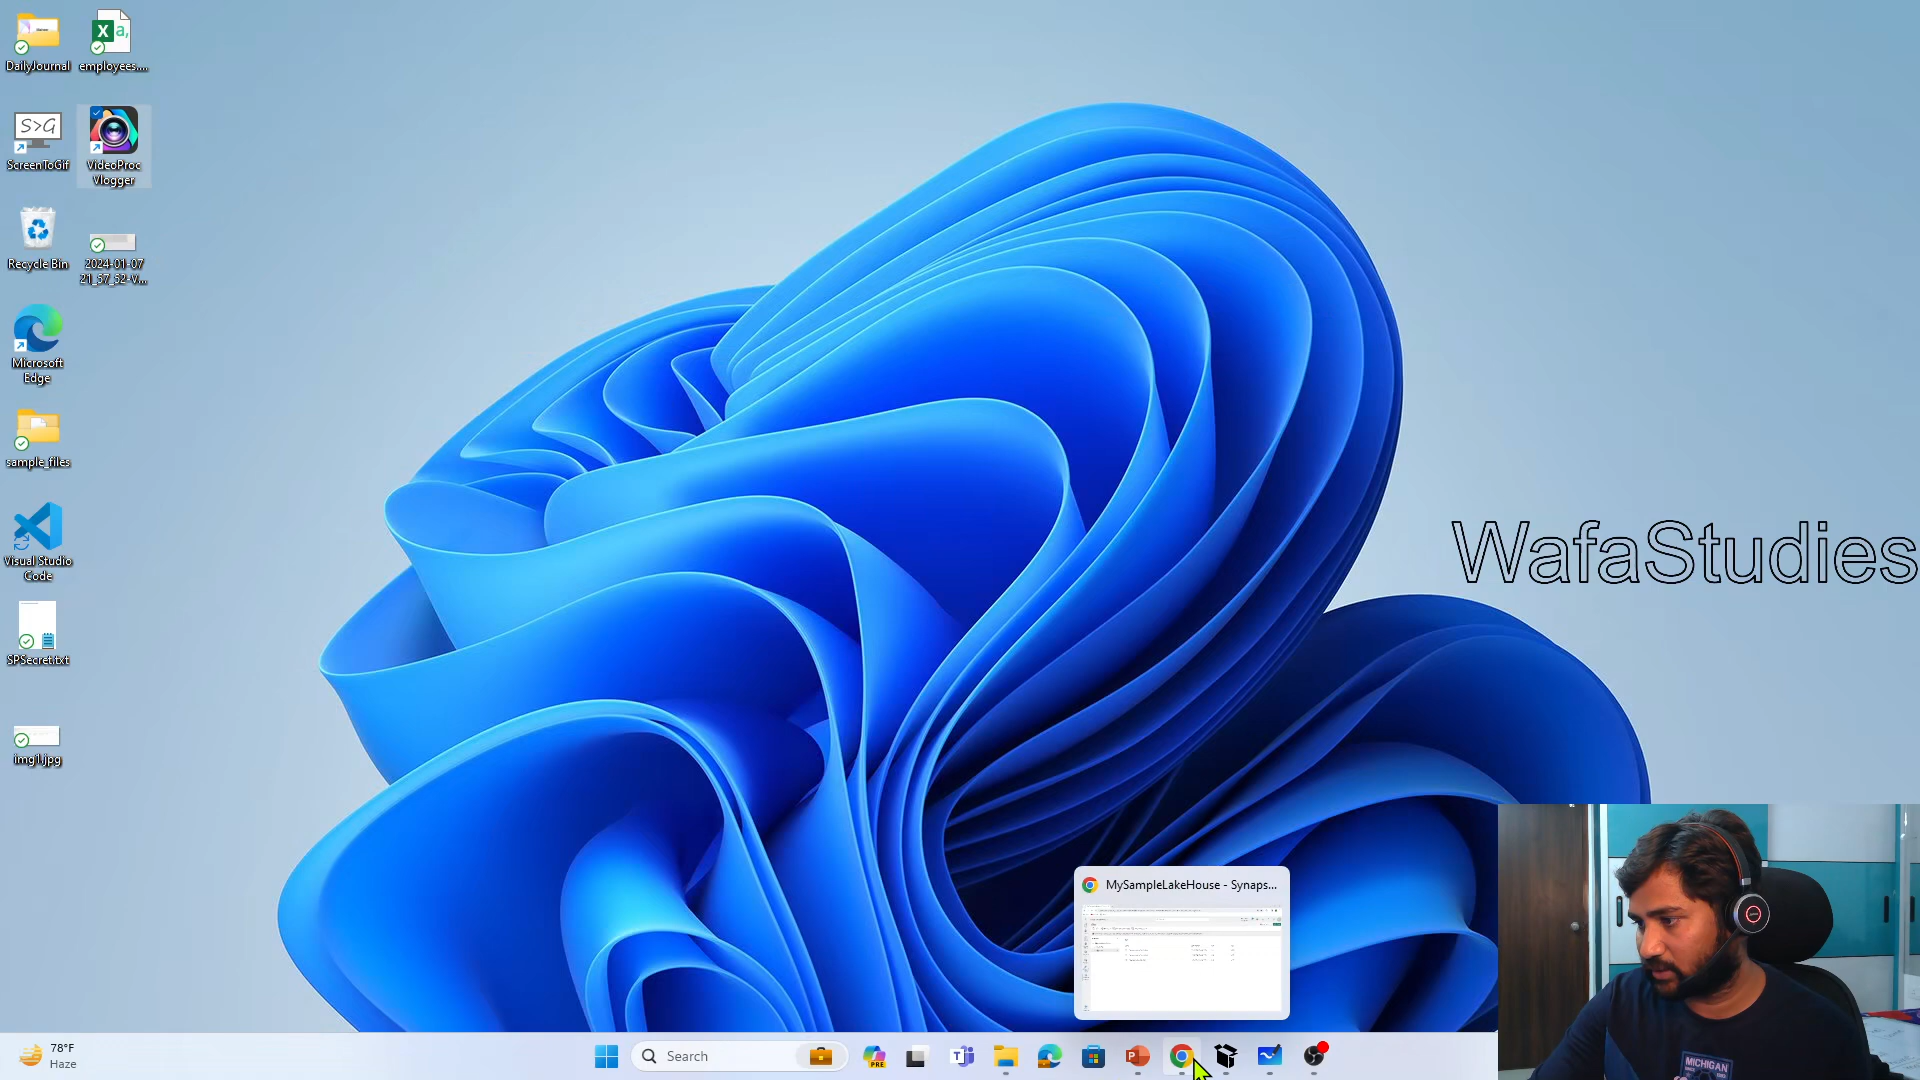 DailyJournal
employees....
X a,
S>G
ScreenToGif
VideoProc
Vlogger
Recycle Bin
2024-01-07
21_57_52-V...
Microsoft
Edge
sample_files
Visual Studio
Code
SPSecret.txt
img1.jpg
WafaStudies
MySampleLakeHouse - Synaps...
MICHIGAN
78°F
Haze
Search
PRE